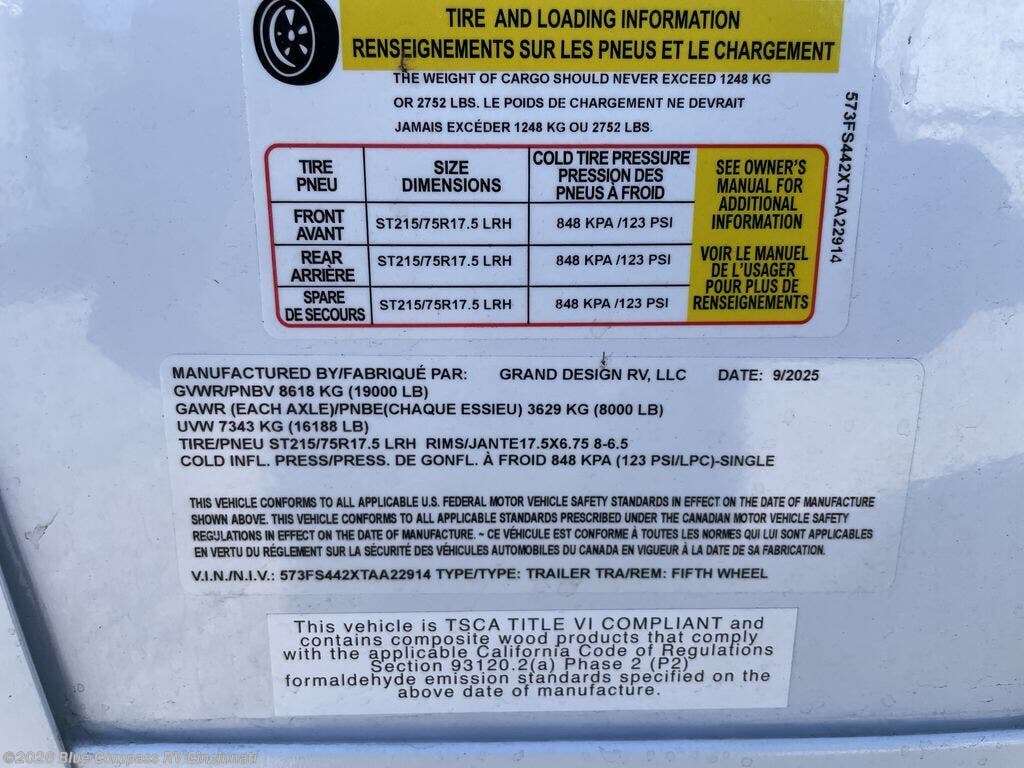 TIRE AND LOADING INFORMATION
RENSEIGNEMENTS SUR LES PNEUS ET LE CHARGEMENT
THE WEIGHT OF CARGO SHOULD NEVER EXCEED 1248 KG
OR 2752 LBS. LE POIDS DE CHARGEMENT NE DEVRAIT
JAMAIS EXCÉDER 1248 KG OU 2752 LBS.
TIRE
PNEU
SIZE
DIMENSIONS
COLD TIRE PRESSURE
PRESSION DES
PNEUS À FROID
FRONT
AVANT
ST215/75R17.5 LRH
848 KPA /123 PSI
REAR
ARRIÈRE
ST215/75R17.5 LRH
848 KPA /123 PSI
SPARE
DE SECOURS
ST215/75R17.5 LRH
848 KPA /123 PSI
SEE OWNER'S
MANUAL FOR
ADDITIONAL
INFORMATION
VOIR LE MANUEL
DE L'USAGER
POUR PLUS DE
RENSEIGNEMENTS
573FS442XTAA22914
MANUFACTURED BY/FABRIQUÉ PAR: GRAND DESIGN RV, LLC DATE: 9/2025
GVWR/PNBV 8618 KG (19000 LB)
GAWR (EACH AXLE)/PNBE(CHAQUE ESSIEU) 3629 KG (8000 LB)
UVW 7343 KG (16188 LB)
TIRE/PNEU ST215/75R17.5 LRH RIMS/JANTE17.5X6.75 8-6.5
COLD INFL. PRESS/PRESS. DE GONFL. À FROID 848 KPA (123 PSI/LPC)-SINGLE
THIS VEHICLE CONFORMS TO ALL APPLICABLE U.S. FEDERAL MOTOR VEHICLE SAFETY STANDARDS IN EFFECT ON THE DATE OF MANUFACTURE
SHOWN ABOVE. THIS VEHICLE CONFORMS TO ALL APPLICABLE STANDARDS PRESCRIBED UNDER THE CANADIAN MOTOR VEHICLE SAFETY
REGULATIONS IN EFFECT ON THE DATE OF MANUFACTURE. ~ CE VÉHICULE EST CONFORME À TOUTES LES NORMES QUI LUI SONT APPLICABLES
EN VERTU DU RÉGLEMENT SUR LA SÉCURITÉ DES VÉHICULES AUTOMOBILES DU CANADA EN VIGUEUR À LA DATE DE SA FABRICATION.
V.I.N./N.I.V.: 573FS442XTAA22914 TYPE/TYPE: TRAILER TRA/REM: FIFTH WHEEL
This vehicle is TSCA TITLE VI COMPLIANT and
contains composite wood products that comply
with the applicable California Code of Regulations
Section 93120.2(a) Phase 2 (P2)
formaldehyde emission standards specified on the
above date of manufacture.
©2026 Blue Compass RV Cincinnati